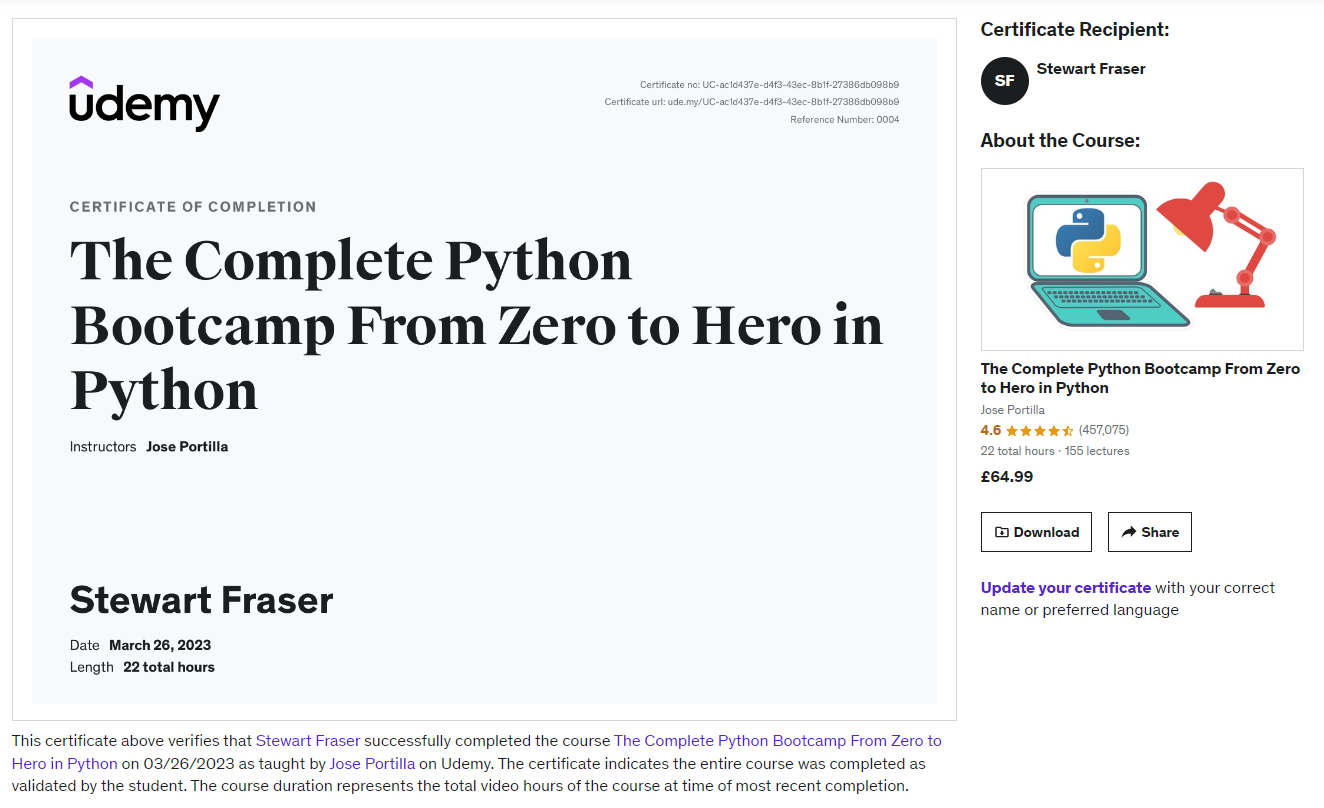 udemy
Certificate no: UC-ac1d437e-d4f3-43ec-8b1f-27386db098b9
Certificate url: ude.my/UC-ac1d437e-d4f3-43ec-8b1f-27386db098b9
Reference Number: 0004
CERTIFICATE OF COMPLETION
The Complete Python
Bootcamp From Zero to Hero in
Python
Instructors Jose Portilla
Stewart Fraser
Date March 26, 2023
Length 22 total hours
This certificate above verifies that Stewart Fraser successfully completed the course The Complete Python Bootcamp From Zero to
Hero in Python on 03/26/2023 as taught by Jose Portilla on Udemy. The certificate indicates the entire course was completed as
validated by the student. The course duration represents the total video hours of the course at time of most recent completion.
Certificate Recipient:
SF
Stewart Fraser
About the Course:
The Complete Python Bootcamp From Zero
to Hero in Python
Jose Portilla
4.6 (457,075)
22 total hours · 155 lectures
£64.99
Download
Share
Update your certificate with your correct
name or preferred language